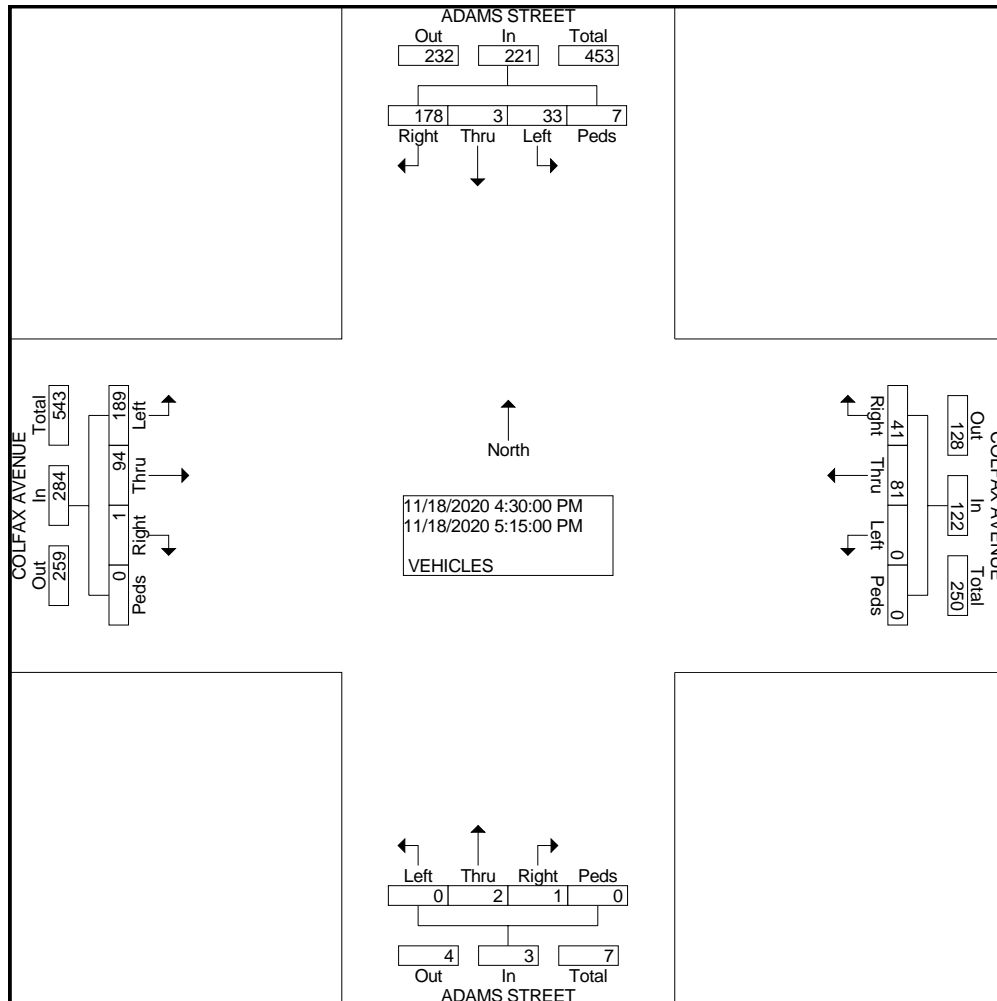 ADAMS STREET
Out In Total
232 221 453
178 3 33 7
Right Thru Left Peds
COLFAX AVENUE
Total In Out
543 284 259
189 94 1 0
Left Thru Right Peds
North
11/18/2020 4:30:00 PM
11/18/2020 5:15:00 PM
VEHICLES
Right Thru Left Peds
41 81 0 0
Out In Total
128 122 250
COLFAX AVENUE
Left Thru Right Peds
0 2 1 0
4 3 7
Out In Total
ADAMS STREET